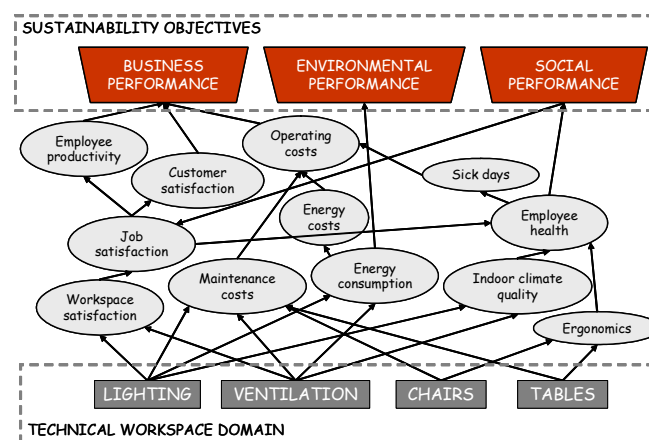 SUSTAINABILITY OBJECTIVES
BUSINESS
PERFORMANCE
ENVIRONMENTAL
PERFORMANCE
SOCIAL
PERFORMANCE
Employee
productivity
Operating
costs
Customer
satisfaction
Sick days
Energy
costs
Employee
health
Job
satisfaction
Maintenance
costs
Energy
consumption
Indoor climate
quality
Workspace
satisfaction
Ergonomics
LIGHTING
VENTILATION
CHAIRS
TABLES
TECHNICAL WORKSPACE DOMAIN